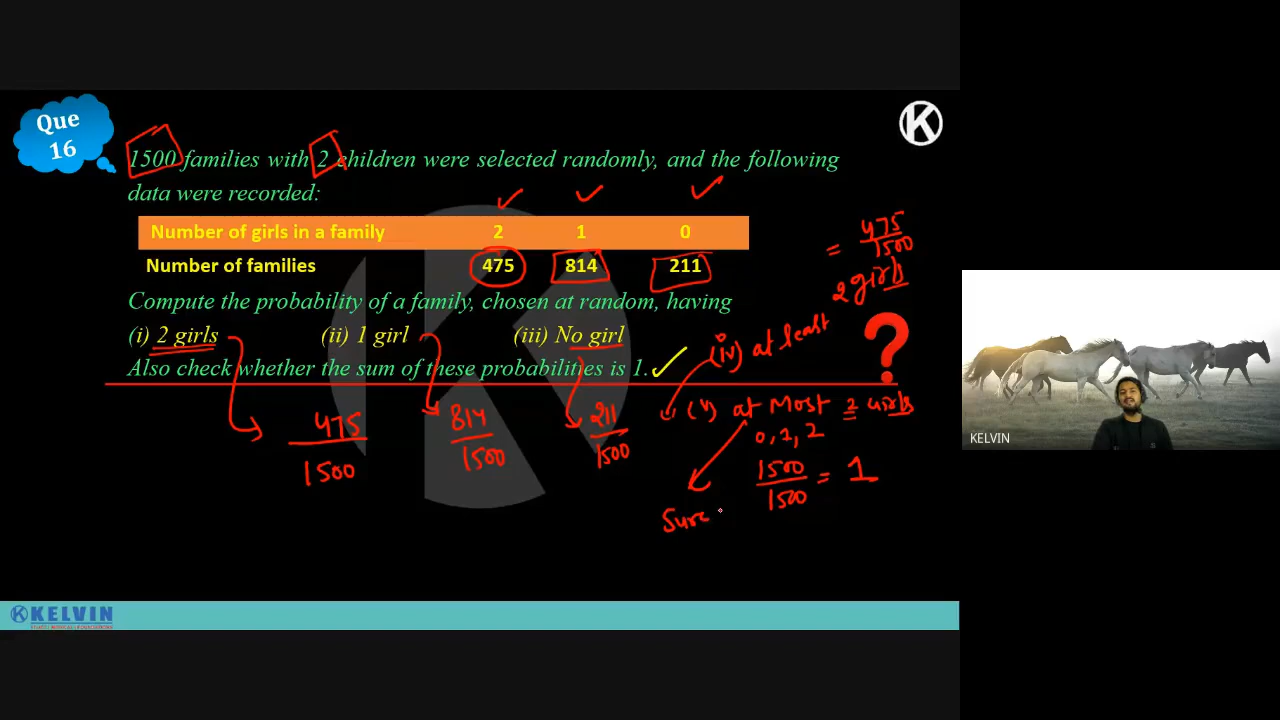 Que
16
K
1500 families with 2 children were selected randomly, and the following
data were recorded:
Number of girls in a family 2 1 0
Number of families 475 814 211
Compute the probability of a family, chosen at random, having
(i) 2 girls (ii) 1 girl (iii) No girl
Also check whether the sum of these probabilities is 1.
475
1500
814
1500
211
1500
(iv) at least
2 girls
= 475
1500
?
(v) at Most 2 Girls
0, 1, 2
1500
1500
= 1
Sure
KELVIN
KELVIN